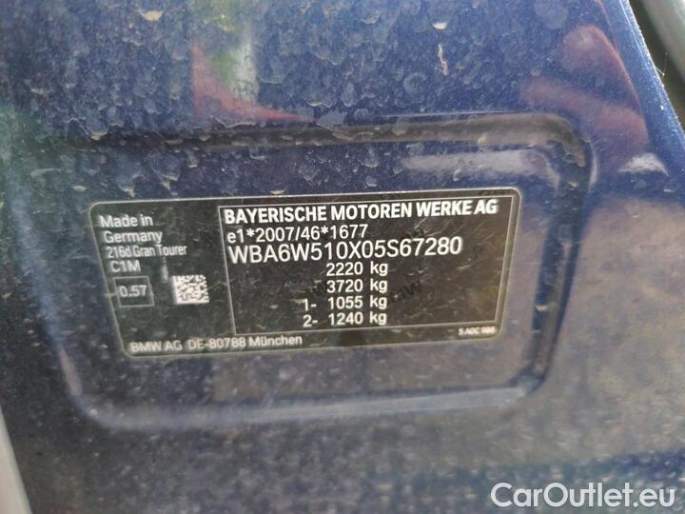 Made in
Germany
216d Gran Tourer
C1M
0.57
BAYERISCHE MOTOREN WERKE AG
e1*2007/46*1677
WBA6W510X05S67280
2220 kg
3720 kg
1- 1055 kg
2- 1240 kg
BMW AG DE-80788 München
CarOutlet.eu